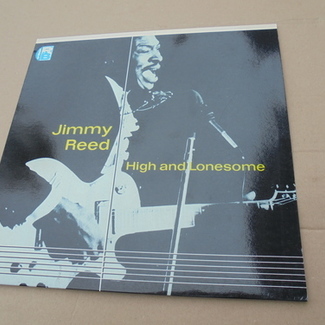 Jimmy
Reed
High and Lonesome